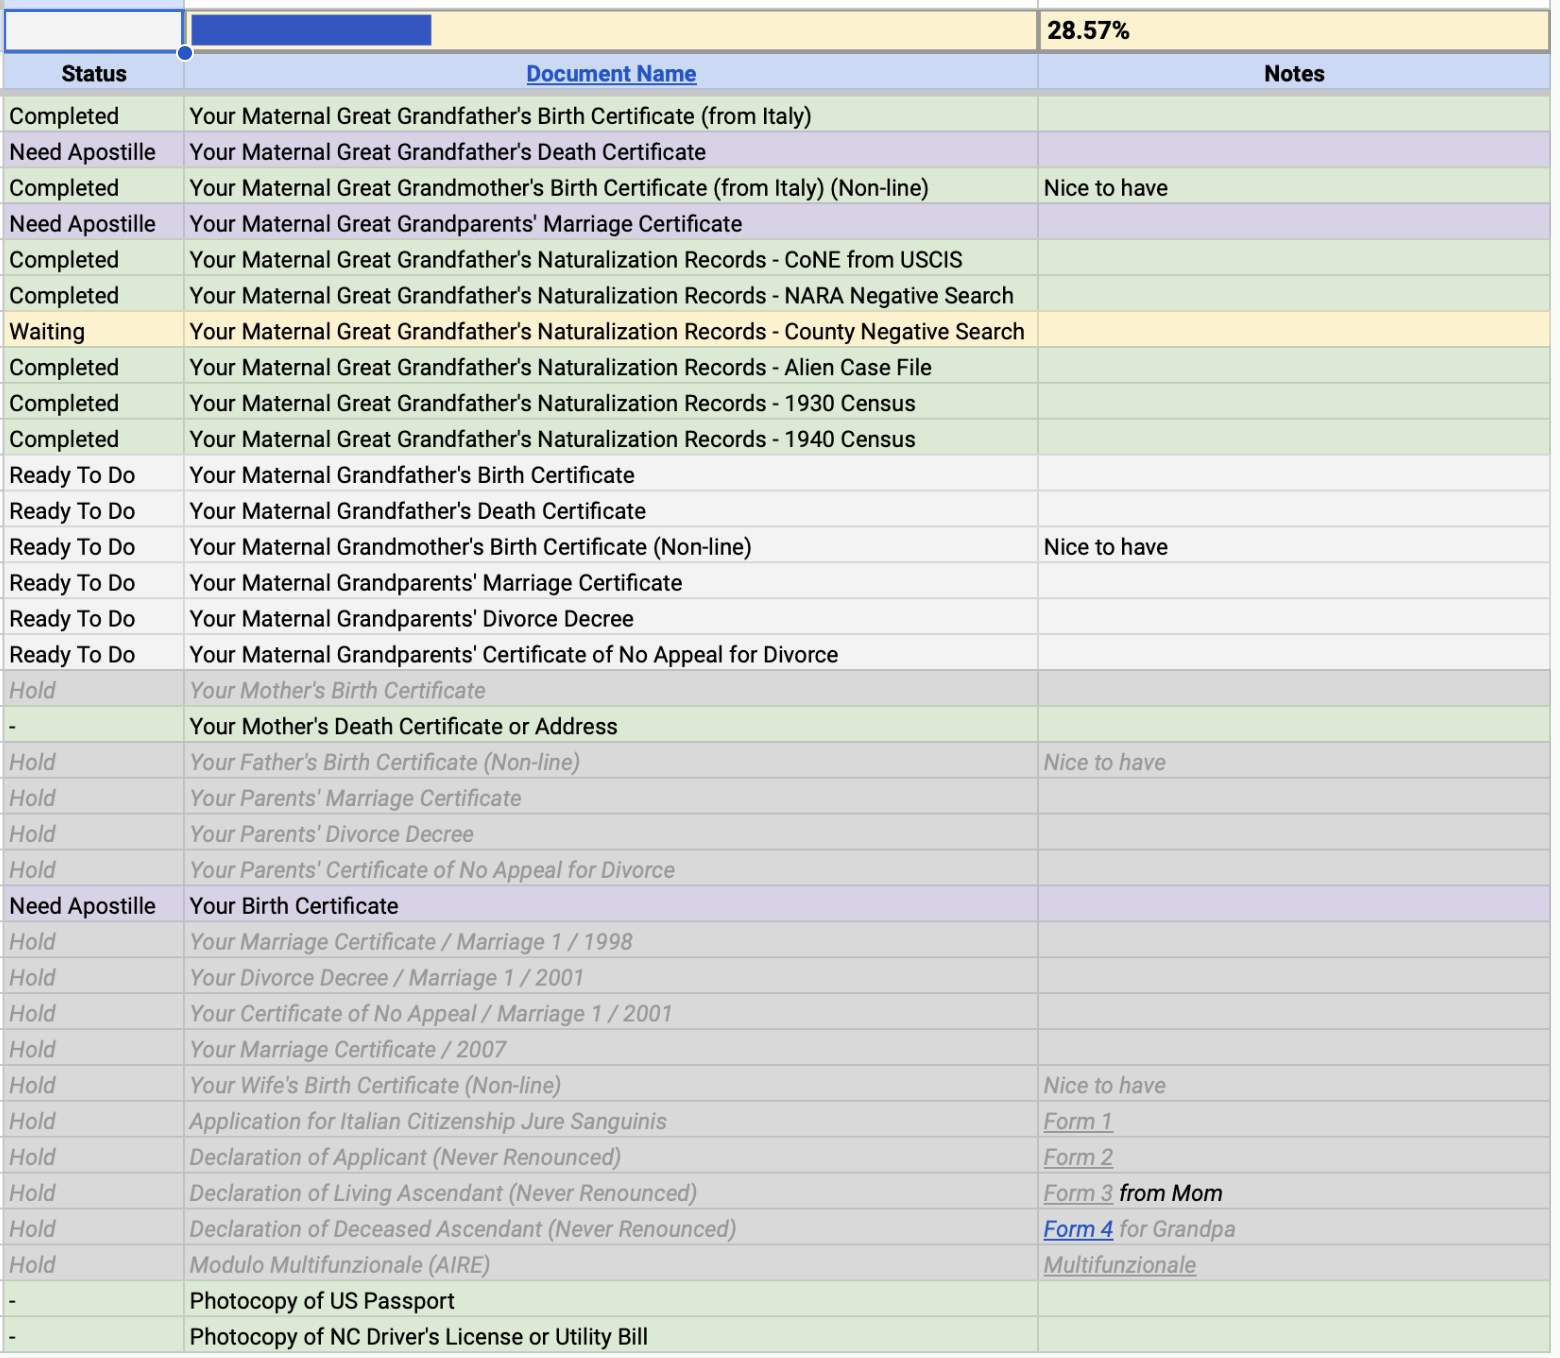 28.57%
Status Document Name Notes
Completed Your Maternal Great Grandfather's Birth Certificate (from Italy)
Need Apostille Your Maternal Great Grandfather's Death Certificate
Completed Your Maternal Great Grandmother's Birth Certificate (from Italy) (Non-line) Nice to have
Need Apostille Your Maternal Great Grandparents' Marriage Certificate
Completed Your Maternal Great Grandfather's Naturalization Records - CoNE from USCIS
Completed Your Maternal Great Grandfather's Naturalization Records - NARA Negative Search
Waiting Your Maternal Great Grandfather's Naturalization Records - County Negative Search
Completed Your Maternal Great Grandfather's Naturalization Records - Alien Case File
Completed Your Maternal Great Grandfather's Naturalization Records - 1930 Census
Completed Your Maternal Great Grandfather's Naturalization Records - 1940 Census
Ready To Do Your Maternal Grandfather's Birth Certificate
Ready To Do Your Maternal Grandfather's Death Certificate
Ready To Do Your Maternal Grandmother's Birth Certificate (Non-line) Nice to have
Ready To Do Your Maternal Grandparents' Marriage Certificate
Ready To Do Your Maternal Grandparents' Divorce Decree
Ready To Do Your Maternal Grandparents' Certificate of No Appeal for Divorce
Hold Your Mother's Birth Certificate
- Your Mother's Death Certificate or Address
Hold Your Father's Birth Certificate (Non-line) Nice to have
Hold Your Parents' Marriage Certificate
Hold Your Parents' Divorce Decree
Hold Your Parents' Certificate of No Appeal for Divorce
Need Apostille Your Birth Certificate
Hold Your Marriage Certificate / Marriage 1 / 1998
Hold Your Divorce Decree / Marriage 1 / 2001
Hold Your Certificate of No Appeal / Marriage 1 / 2001
Hold Your Marriage Certificate / 2007
Hold Your Wife's Birth Certificate (Non-line) Nice to have
Hold Application for Italian Citizenship Jure Sanguinis Form 1
Hold Declaration of Applicant (Never Renounced) Form 2
Hold Declaration of Living Ascendant (Never Renounced) Form 3 from Mom
Hold Declaration of Deceased Ascendant (Never Renounced) Form 4 for Grandpa
Hold Modulo Multifunzionale (AIRE) Multifunzionale
- Photocopy of US Passport
- Photocopy of NC Driver's License or Utility Bill